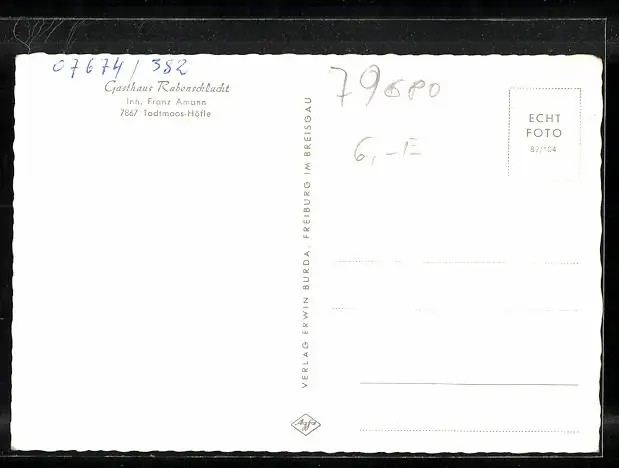 07674/382
Gasthaus Rabenschlucht
Inh. Franz Amann
7867 Todtmoos-Höfle
VERLAG ERWIN BURDA, FREIBURG IM BREISGAU
79680
6,-E
ECHT
FOTO
89/104
Agfa